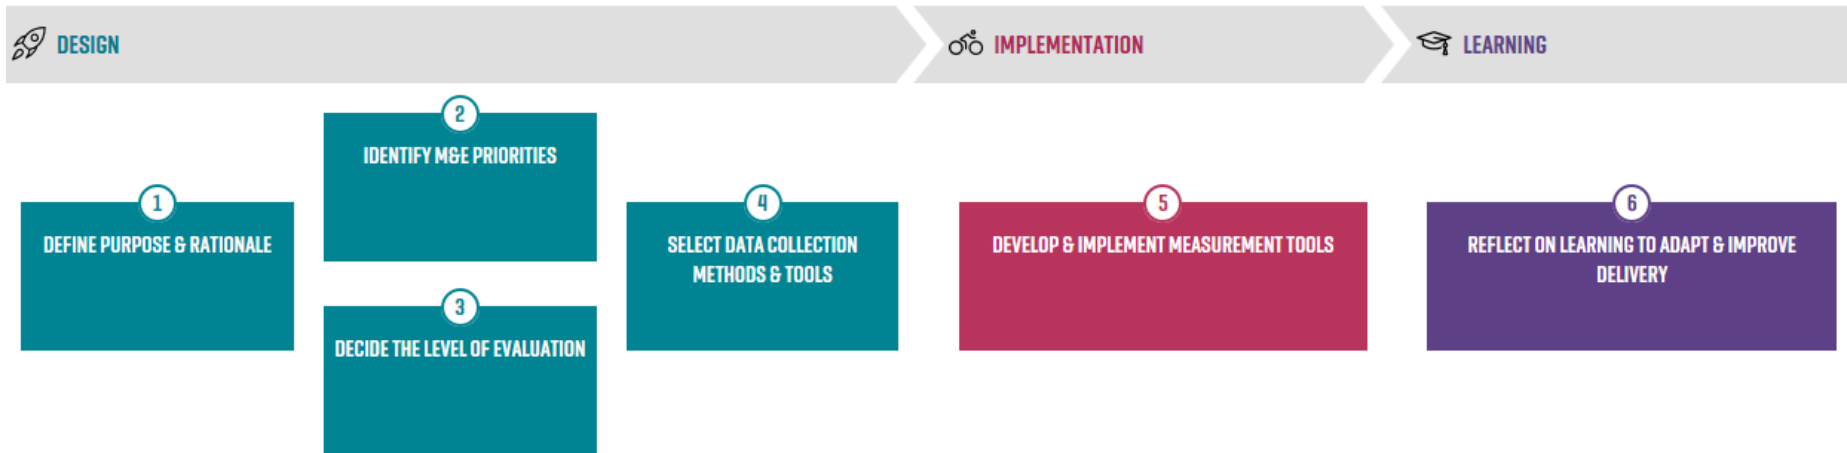 DESIGN
IMPLEMENTATION
LEARNING
1
DEFINE PURPOSE & RATIONALE
2
IDENTIFY M&E PRIORITIES
3
DECIDE THE LEVEL OF EVALUATION
4
SELECT DATA COLLECTION
METHODS & TOOLS
5
DEVELOP & IMPLEMENT MEASUREMENT TOOLS
6
REFLECT ON LEARNING TO ADAPT & IMPROVE
DELIVERY